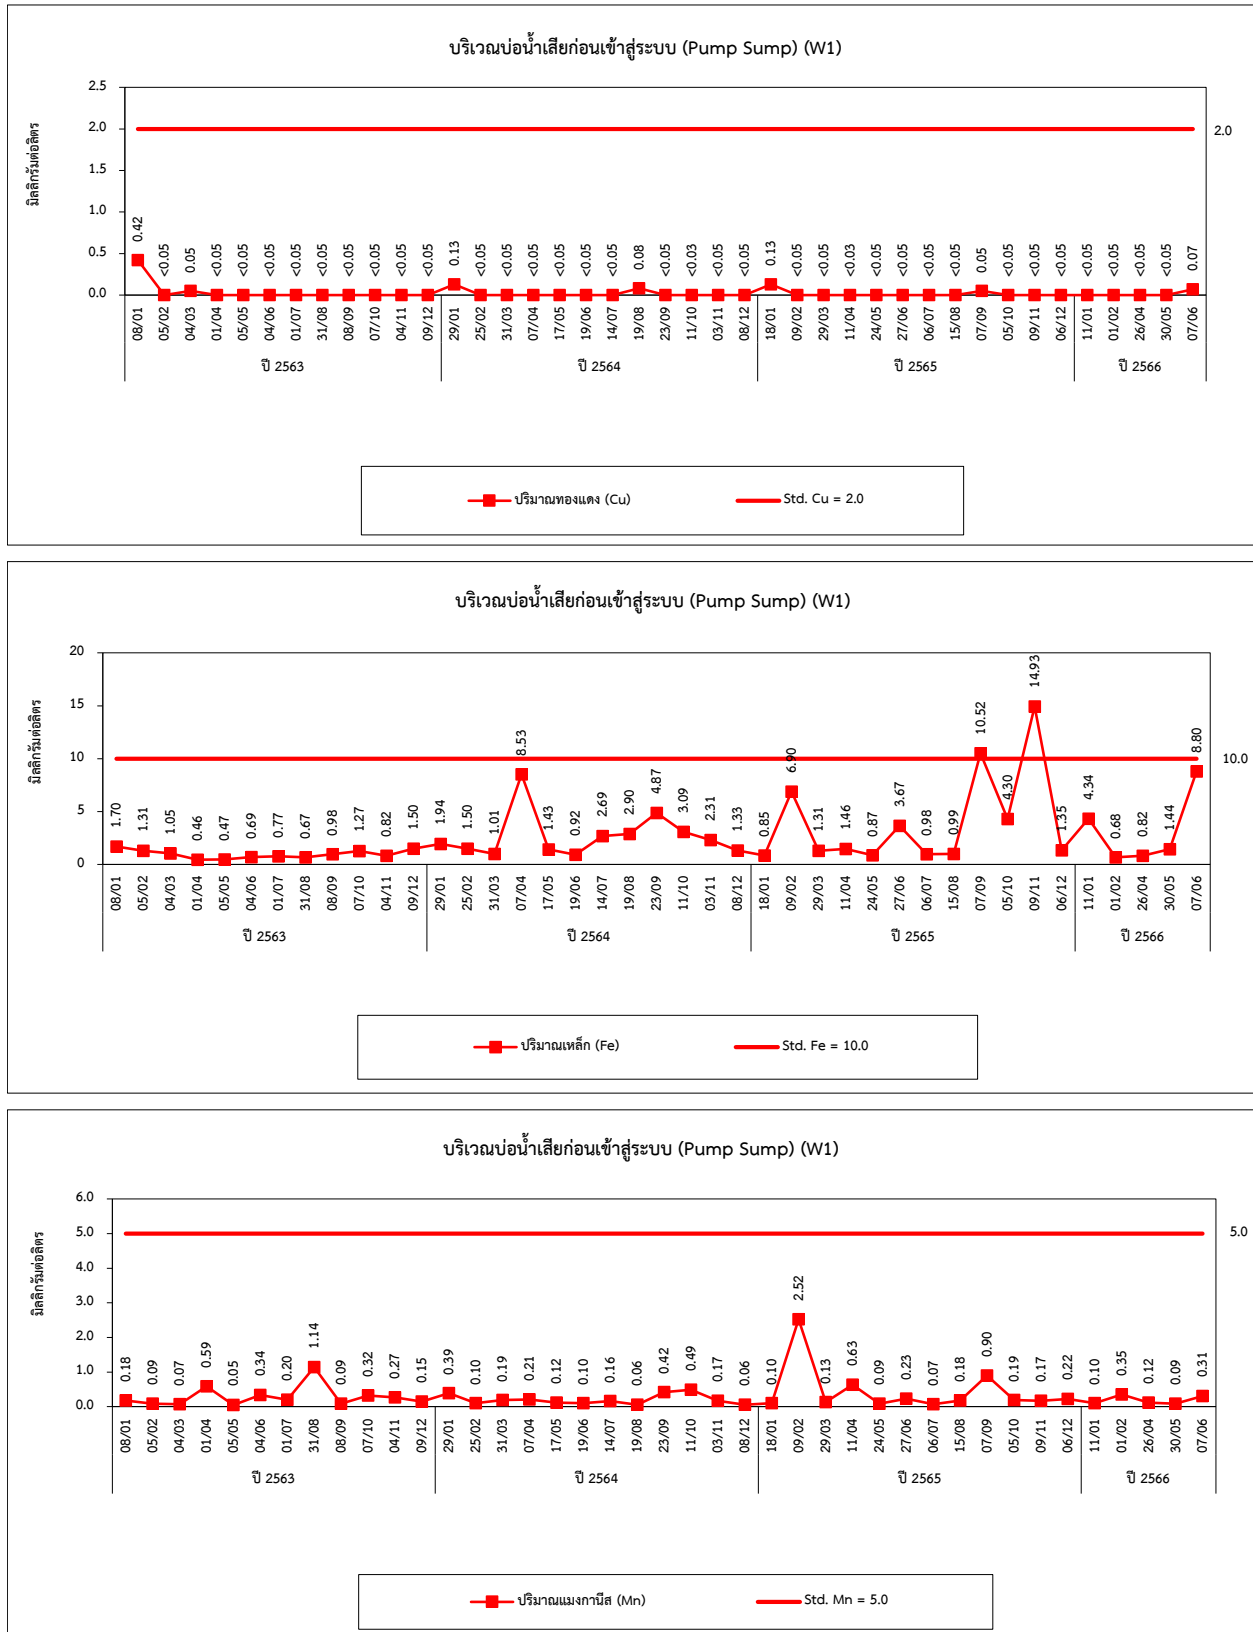 บริเวณบ่อน้ำเสียก่อนเข้าสู่ระบบ (Pump Sump) (W1)
มิลลิกรัมต่อลิตร
2.5
2.0
1.5
1.0
0.5
0.0
2.0
0.42 <0.05 0.05 <0.05 <0.05 <0.05 <0.05 <0.05 <0.05 <0.05 <0.05 <0.05 0.13 <0.05 <0.05 <0.05 <0.05 <0.05 <0.05 0.08 <0.05 <0.03 <0.05 <0.05 0.13 <0.05 <0.05 <0.03 <0.05 <0.05 <0.05 <0.05 0.05 <0.05 <0.05 <0.05 <0.05 <0.05 <0.05 <0.05 0.07
08/01 05/02 04/03 01/04 05/05 04/06 01/07 31/08 08/09 07/10 04/11 09/12 29/01 25/02 31/03 07/04 17/05 19/06 14/07 19/08 23/09 11/10 03/11 08/12 18/01 09/02 29/03 11/04 24/05 27/06 06/07 15/08 07/09 05/10 09/11 06/12 11/01 01/02 26/04 30/05 07/06
ปี 2563 ปี 2564 ปี 2565 ปี 2566
ปริมาณทองแดง (Cu) Std. Cu = 2.0
บริเวณบ่อน้ำเสียก่อนเข้าสู่ระบบ (Pump Sump) (W1)
มิลลิกรัมต่อลิตร
20
15
10
5
0
10.0
1.70 1.31 1.05 0.46 0.47 0.69 0.77 0.67 0.98 1.27 0.82 1.50 1.94 1.50 1.01 8.53 1.43 0.92 2.69 2.90 4.87 3.09 2.31 1.33 0.85 6.90 1.31 1.46 0.87 3.67 0.98 0.99 10.52 4.30 14.93 1.35 4.34 0.68 0.82 1.44 8.80
08/01 05/02 04/03 01/04 05/05 04/06 01/07 31/08 08/09 07/10 04/11 09/12 29/01 25/02 31/03 07/04 17/05 19/06 14/07 19/08 23/09 11/10 03/11 08/12 18/01 09/02 29/03 11/04 24/05 27/06 06/07 15/08 07/09 05/10 09/11 06/12 11/01 01/02 26/04 30/05 07/06
ปี 2563 ปี 2564 ปี 2565 ปี 2566
ปริมาณเหล็ก (Fe) Std. Fe = 10.0
บริเวณบ่อน้ำเสียก่อนเข้าสู่ระบบ (Pump Sump) (W1)
มิลลิกรัมต่อลิตร
6.0
5.0
4.0
3.0
2.0
1.0
0.0
5.0
0.18 0.09 0.07 0.59 0.05 0.34 0.20 1.14 0.09 0.32 0.27 0.15 0.39 0.10 0.19 0.21 0.12 0.10 0.16 0.06 0.42 0.49 0.17 0.06 0.10 2.52 0.13 0.63 0.09 0.23 0.07 0.18 0.90 0.19 0.17 0.22 0.10 0.35 0.12 0.09 0.31
08/01 05/02 04/03 01/04 05/05 04/06 01/07 31/08 08/09 07/10 04/11 09/12 29/01 25/02 31/03 07/04 17/05 19/06 14/07 19/08 23/09 11/10 03/11 08/12 18/01 09/02 29/03 11/04 24/05 27/06 06/07 15/08 07/09 05/10 09/11 06/12 11/01 01/02 26/04 30/05 07/06
ปี 2563 ปี 2564 ปี 2565 ปี 2566
ปริมาณแมงกานีส (Mn) Std. Mn = 5.0